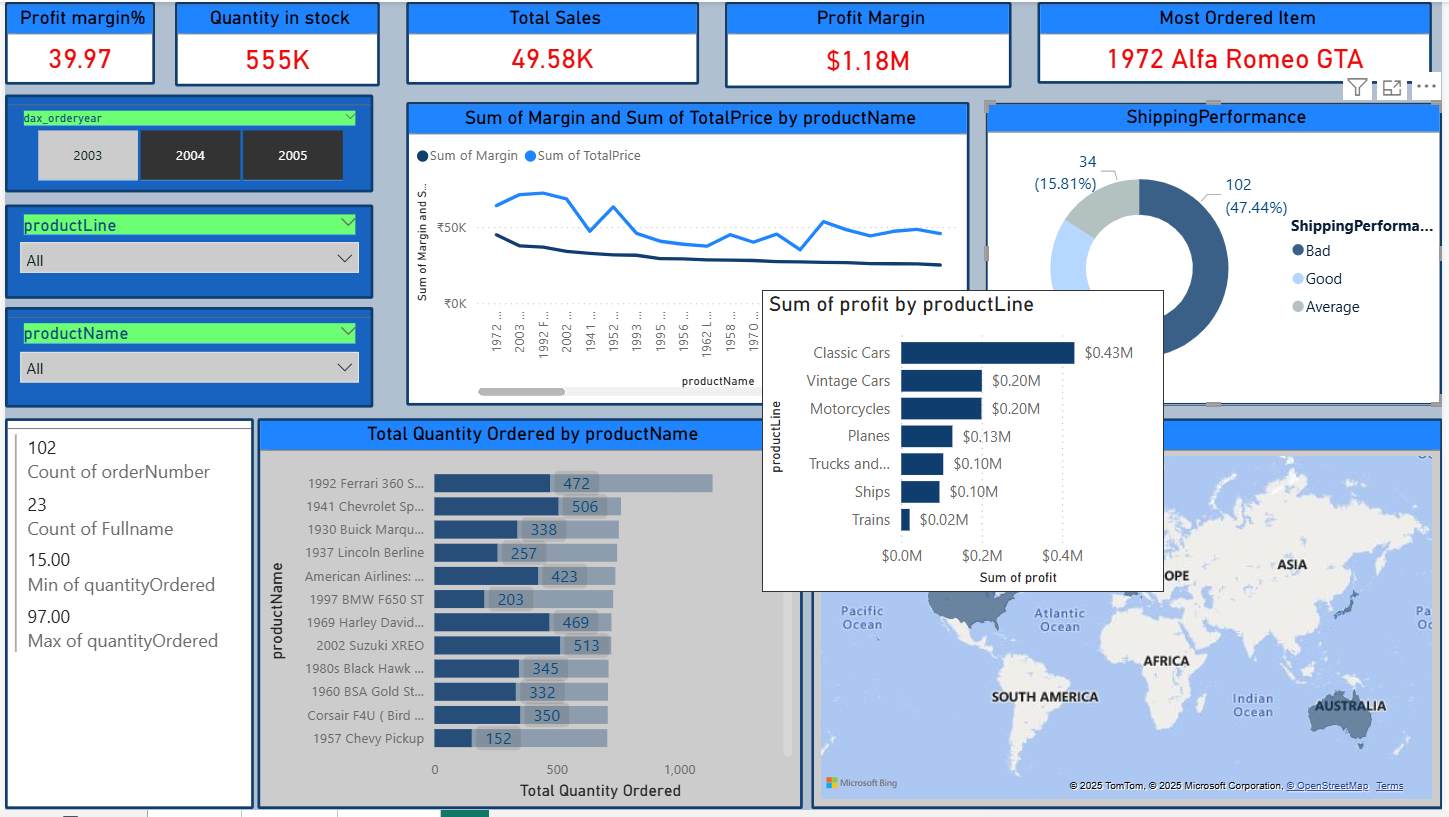 Profit margin%
39.97
Quantity in stock
555K
Total Sales
49.58K
Profit Margin
$1.18M
Most Ordered Item
1972 Alfa Romeo GTA
dax_orderyear
2003
2004
2005
productLine
All
productName
All
Sum of Margin and Sum of TotalPrice by productName
Sum of Margin
Sum of TotalPrice
Sum of Margin and S...
₹50K
₹0K
1972 ...
2003 ...
1992 F...
2002 ...
1941 ...
1952 ...
1993 ...
1995 ...
1956 ...
1962 L...
1958 ...
1970 ...
productName
ShippingPerformance
34
(15.81%)
102
(47.44%)
ShippingPerforma...
Bad
Good
Average
Sum of profit by productLine
productLine
Classic Cars
$0.43M
Vintage Cars
$0.20M
Motorcycles
$0.20M
Planes
$0.13M
Trucks and...
$0.10M
Ships
$0.10M
Trains
$0.02M
$0.0M
$0.2M
$0.4M
Sum of profit
102
Count of orderNumber
23
Count of Fullname
15.00
Min of quantityOrdered
97.00
Max of quantityOrdered
Total Quantity Ordered by productName
productName
1992 Ferrari 360 S...
472
1941 Chevrolet Sp...
506
1930 Buick Marqu...
338
1937 Lincoln Berline
257
American Airlines: ...
423
1997 BMW F650 ST
203
1969 Harley David...
469
2002 Suzuki XREO
513
1980s Black Hawk ...
345
1960 BSA Gold St...
332
Corsair F4U ( Bird ...
350
1957 Chevy Pickup
152
0
500
1,000
Total Quantity Ordered
OPE
ASIA
Pacific
Ocean
Atlantic
Ocean
Pa
Oc
AFRICA
SOUTH AMERICA
Indian
Ocean
AUSTRALIA
Microsoft Bing
© 2025 TomTom, © 2025 Microsoft Corporation, © OpenStreetMap Terms